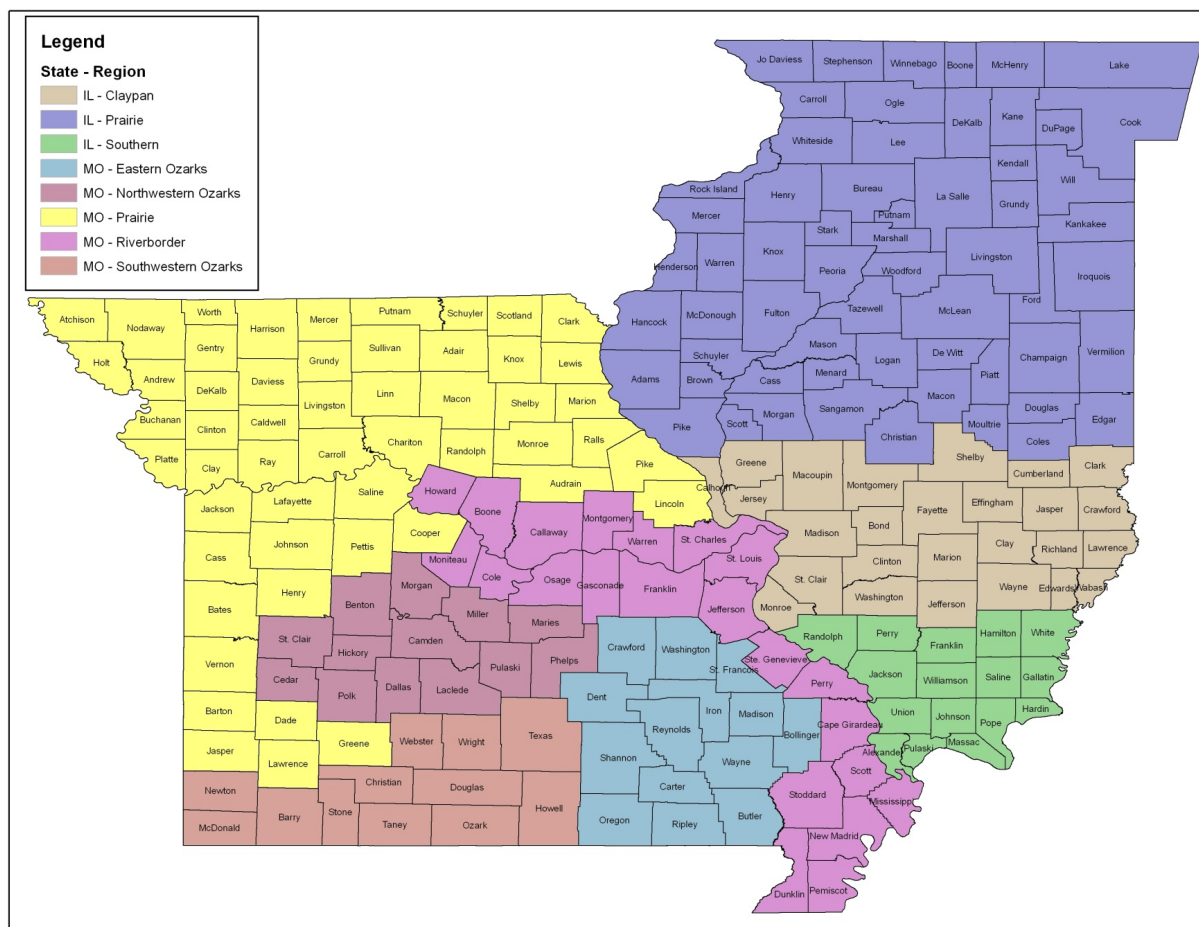 Legend
State - Region
IL - Claypan
IL - Prairie
IL - Southern
MO - Eastern Ozarks
MO - Northwestern Ozarks
MO - Prairie
MO - Riverborder
MO - Southwestern Ozarks
Jo Daviess
Stephenson
Winnebago
Boone
McHenry
Lake
Carroll
Ogle
DeKalb
Kane
DuPage
Cook
Whiteside
Lee
Kendall
Will
Rock Island
Henry
Bureau
La Salle
Grundy
Mercer
Putnam
Kankakee
Stark
Marshall
Henderson
Warren
Knox
Peoria
Woodford
Livingston
Iroquois
Ford
Hancock
McDonough
Fulton
Tazewell
McLean
Mason
Schuyler
Logan
De Witt
Champaign
Vermilion
Adams
Brown
Cass
Menard
Piatt
Macon
Pike
Scott
Morgan
Sangamon
Christian
Moultrie
Douglas
Edgar
Coles
Atchison
Nodaway
Worth
Harrison
Mercer
Putnam
Schuyler
Scotland
Clark
Holt
Gentry
Sullivan
Adair
Knox
Lewis
Andrew
DeKalb
Daviess
Grundy
Linn
Macon
Shelby
Marion
Buchanan
Clinton
Caldwell
Livingston
Chariton
Randolph
Monroe
Ralls
Platte
Clay
Ray
Carroll
Pike
Audrain
Lincoln
Jackson
Lafayette
Saline
Howard
Boone
Cooper
Callaway
Montgomery
Warren
St. Charles
St. Louis
Cass
Johnson
Pettis
Moniteau
Cole
Osage
Gasconade
Franklin
Jefferson
Bates
Henry
Benton
Morgan
Miller
Maries
St. Clair
Hickory
Camden
Pulaski
Phelps
Crawford
Washington
St. Francois
Ste. Genevieve
Perry
Vernon
Cedar
Polk
Dallas
Laclede
Dent
Iron
Madison
Bollinger
Cape Girardeau
Barton
Dade
Greene
Webster
Wright
Texas
Reynolds
Shannon
Wayne
Jasper
Lawrence
Christian
Douglas
Howell
Carter
Scott
Stoddard
Mississippi
Newton
McDonald
Barry
Stone
Taney
Ozark
Oregon
Ripley
Butler
New Madrid
Dunklin
Pemiscot
Greene
Macoupin
Montgomery
Shelby
Cumberland
Clark
Calhoun
Jersey
Fayette
Effingham
Jasper
Crawford
Madison
Bond
Clay
Richland
Lawrence
Clinton
Marion
St. Clair
Washington
Jefferson
Wayne
Edwards
Wabash
Monroe
Randolph
Perry
Franklin
Hamilton
White
Jackson
Williamson
Saline
Gallatin
Union
Johnson
Pope
Hardin
Alexander
Pulaski
Massac